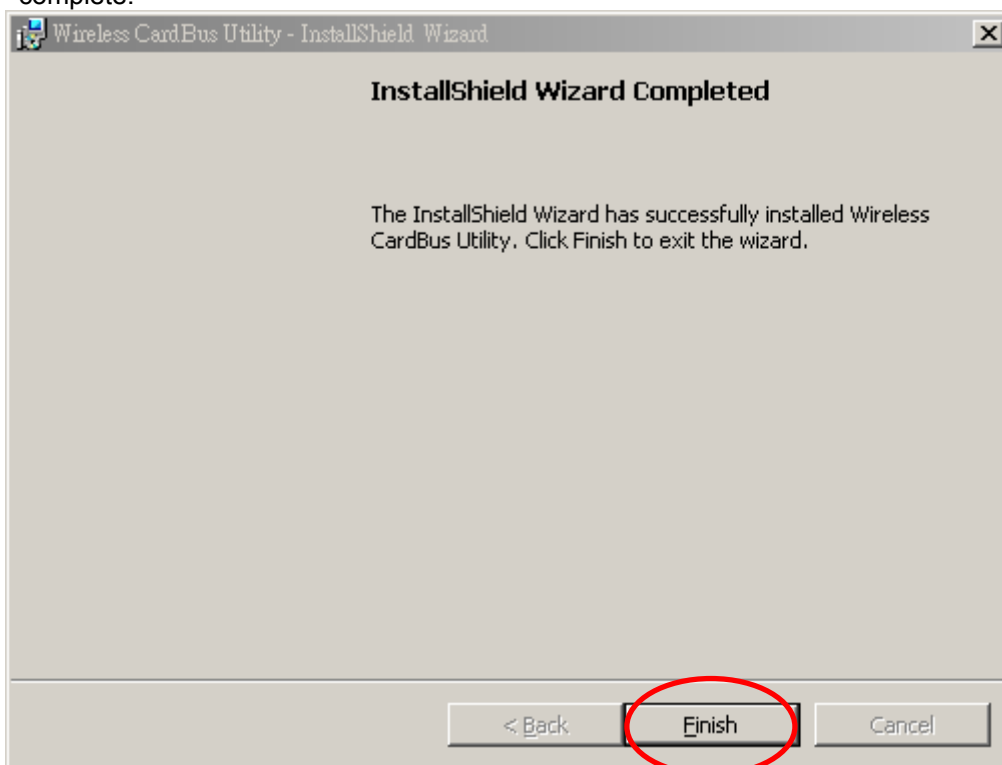 complete.
Wireless CardBus Utility - InstallShield Wizard
InstallShield Wizard Completed
The InstallShield Wizard has successfully installed Wireless
CardBus Utility. Click Finish to exit the wizard.
< Back
Finish
Cancel